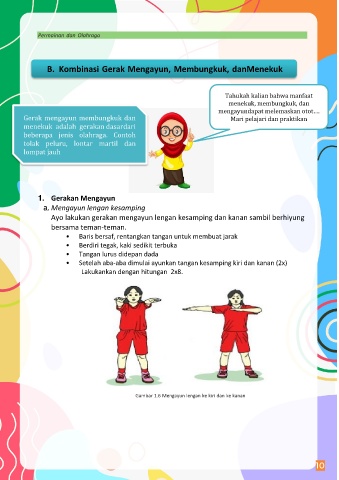 Permainan dan Olahraga
B. Kombinasi Gerak Mengayun, Membungkuk, danMenekuk
Tahukah kalian bahwa manfaat
menekuk, membungkuk, dan
mengayundapat melemaskan otot....
Mari pelajari dan praktikan
Gerak mengayun membungkuk dan
menekuk adalah gerakan dasardari
beberapa jenis olahraga. Contoh
tolak peluru, lontar martil dan
lompat jauh
1. Gerakan Mengayun
a. Mengayun lengan kesamping
Ayo lakukan gerakan mengayun lengan kesamping dan kanan sambil berhiyung
bersama teman-teman.
• Baris bersaf, rentangkan tangan untuk membuat jarak
• Berdiri tegak, kaki sedikit terbuka
• Tangan lurus didepan dada
• Setelah aba-aba dimulai ayunkan tangan kesamping kiri dan kanan (2x)
Lakukankan dengan hitungan 2x8.
Gambar 1.6 Mengayun lengan ke kiri dan ke kanan
10